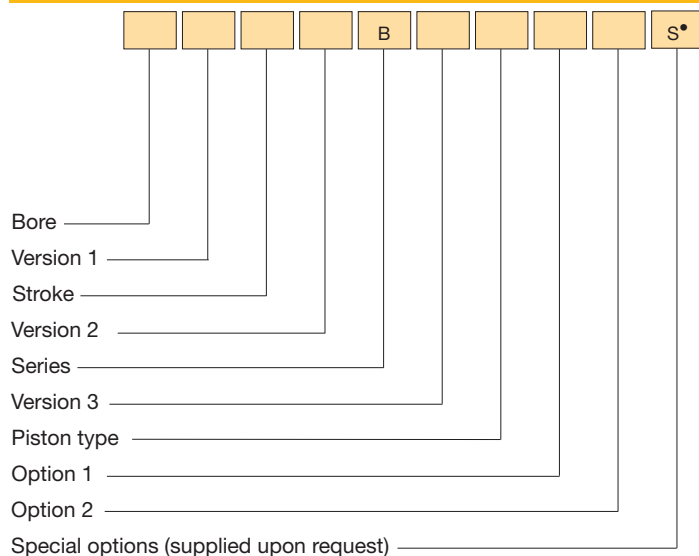 B S•
Bore
Version 1
Stroke
Version 2
Series
Version 3
Piston type
Option 1
Option 2
Special options (supplied upon request)